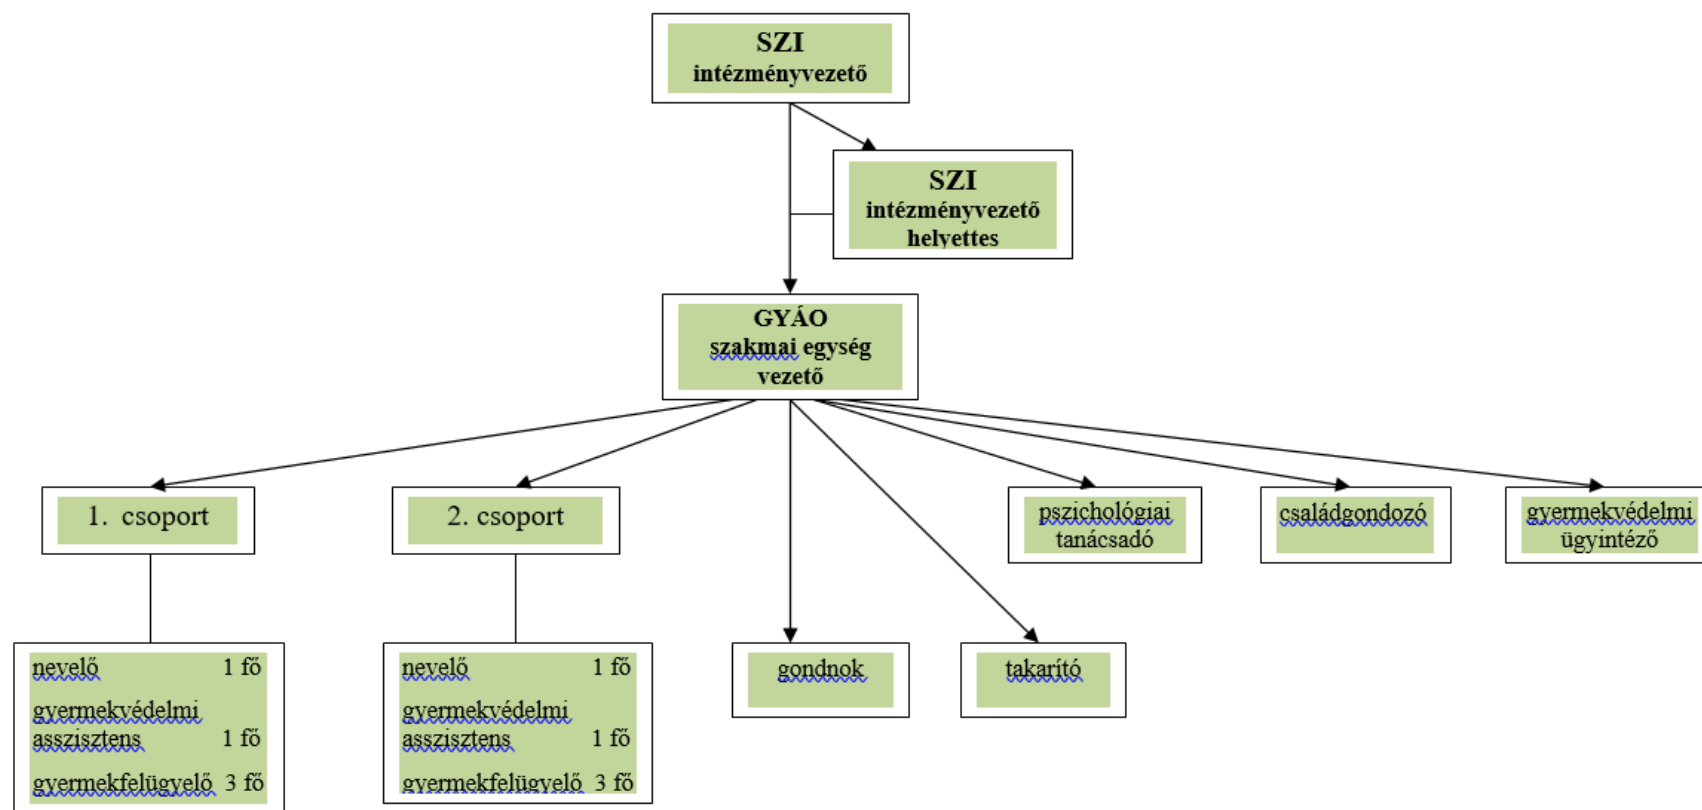 SZI
intézményvezető
SZI
intézményvezető
helyettes
GYÁO
szakmai egység
vezető
1. csoport
2. csoport
pszichológiai
tanácsadó
családgondozó
gyermekvédelmi
ügyintéző
nevelő 1 fő
gyermekvédelmi
asszisztens 1 fő
gyermekfelügyelő 3 fő
nevelő 1 fő
gyermekvédelmi
asszisztens 1 fő
gyermekfelügyelő 3 fő
gondnok
takarító